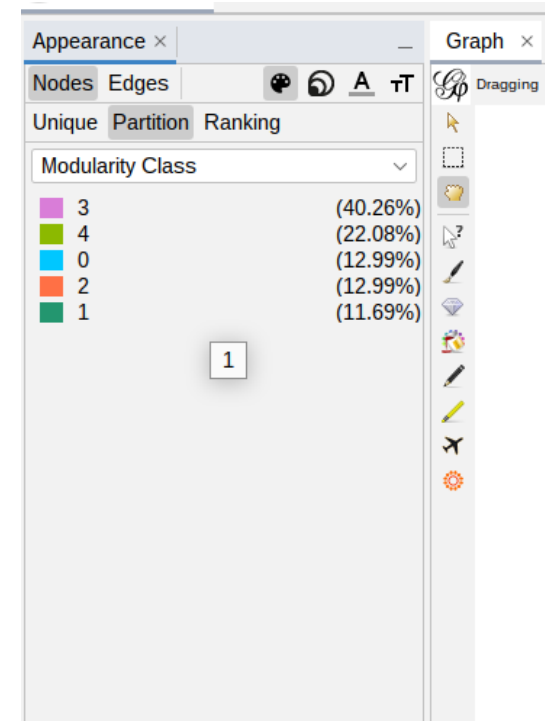 Appearance
Graph
Nodes Edges A TT
Dragging
Unique Partition Ranking
Modularity Class
3 (40.26%)
4 (22.08%)
0 (12.99%)
2 (12.99%)
1 (11.69%)
1